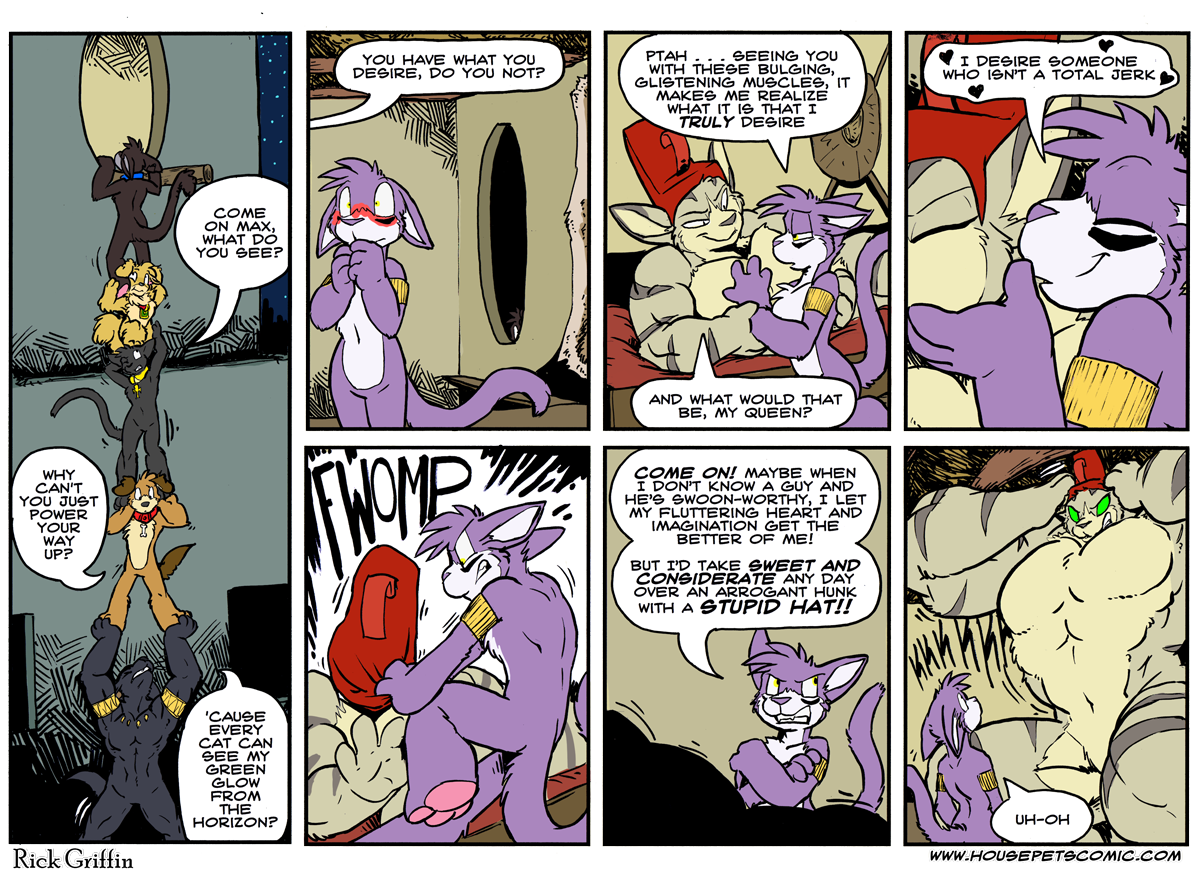 COME
ON MAX,
WHAT DO
YOU SEE?
WHY
CAN'T
YOU JUST
POWER
YOUR
WAY
UP?
'CAUSE
EVERY
CAT CAN
SEE MY
GREEN
GLOW
FROM
THE
HORIZON?
YOU HAVE WHAT YOU
DESIRE, DO YOU NOT?
PTAH . . . SEEING YOU
WITH THESE BULGING,
GLISTENING MUSCLES, IT
MAKES ME REALIZE
WHAT IT IS THAT I
TRULY DESIRE
AND WHAT WOULD THAT
BE, MY QUEEN?
I DESIRE SOMEONE
WHO ISN'T A TOTAL JERK
FWOMP
COME ON! MAYBE WHEN
I DON'T KNOW A GUY AND
HE'S SWOON-WORTHY, I LET
MY FLUTTERING HEART AND
IMAGINATION GET THE
BETTER OF ME!
BUT I'D TAKE SWEET AND
CONSIDERATE ANY DAY
OVER AN ARROGANT HUNK
WITH A STUPID HAT!!
UH-OH
Rick Griffin
WWW.HOUSEPETSCOMIC.COM